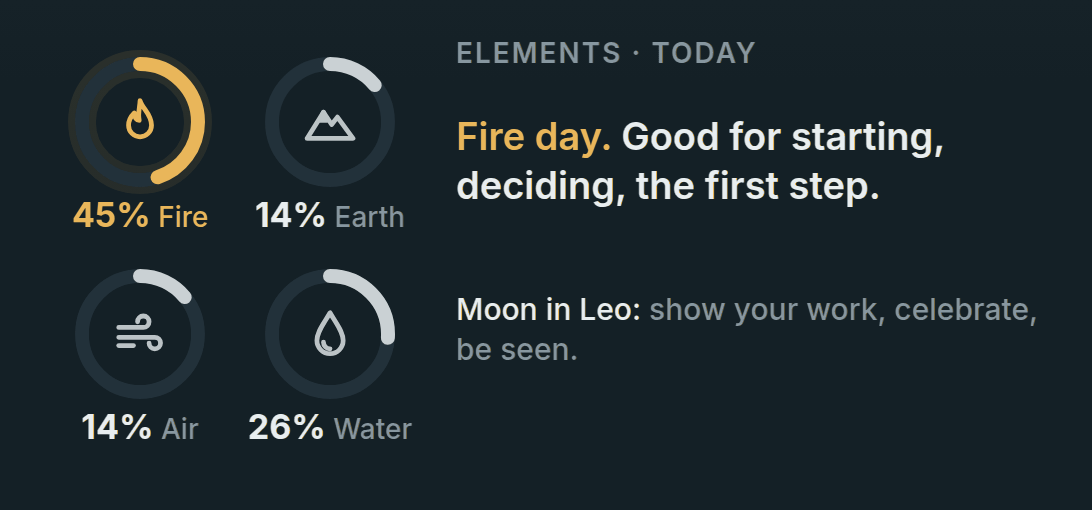 ELEMENTS · TODAY
Fire day. Good for starting,
deciding, the first step.
45% Fire
14% Earth
14% Air
26% Water
Moon in Leo: show your work, celebrate,
be seen.